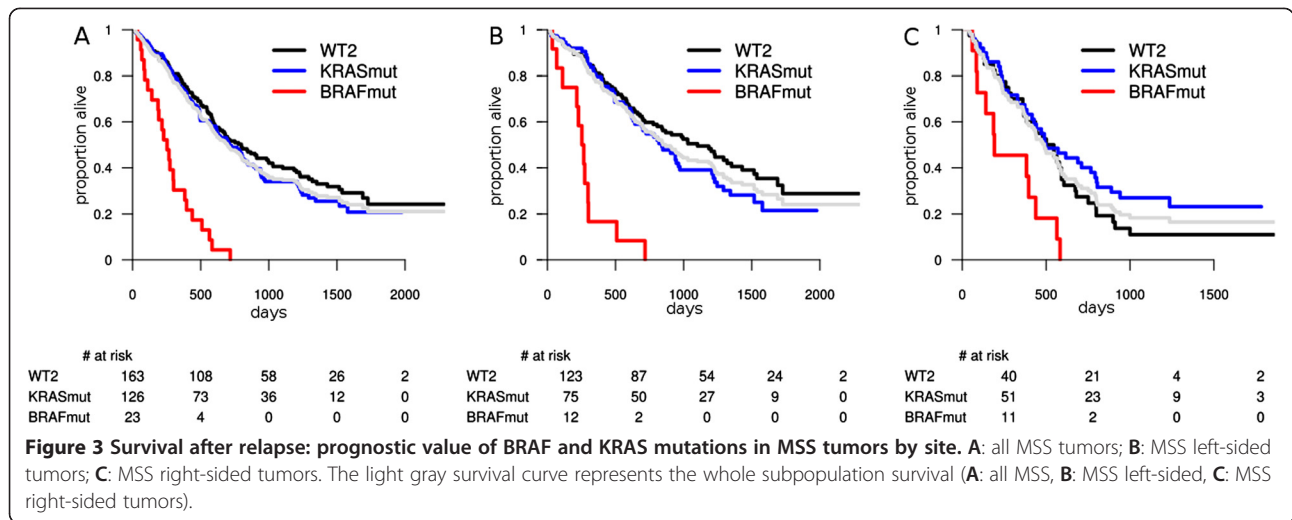 A
WT2
KRASmut
BRAFmut
proportion alive
1
0.8
0.6
0.4
0.2
0
0 500 1000 1500 2000
days
B
WT2
KRASmut
BRAFmut
proportion alive
1
0.8
0.6
0.4
0.2
0
0 500 1000 1500 2000
days
C
WT2
KRASmut
BRAFmut
proportion alive
1
0.8
0.6
0.4
0.2
0
0 500 1000 1500
days
# at risk
WT2 163 108 58 26 2
KRASmut 126 73 36 12 0
BRAFmut 23 4 0 0 0
# at risk
WT2 123 87 54 24 2
KRASmut 75 50 27 9 0
BRAFmut 12 2 0 0 0
# at risk
WT2 40 21 4 2
KRASmut 51 23 9 3
BRAFmut 11 2 0 0
Figure 3 Survival after relapse: prognostic value of BRAF and KRAS mutations in MSS tumors by site. A: all MSS tumors; B: MSS left-sided
tumors; C: MSS right-sided tumors. The light gray survival curve represents the whole subpopulation survival (A: all MSS, B: MSS left-sided, C: MSS
right-sided tumors).